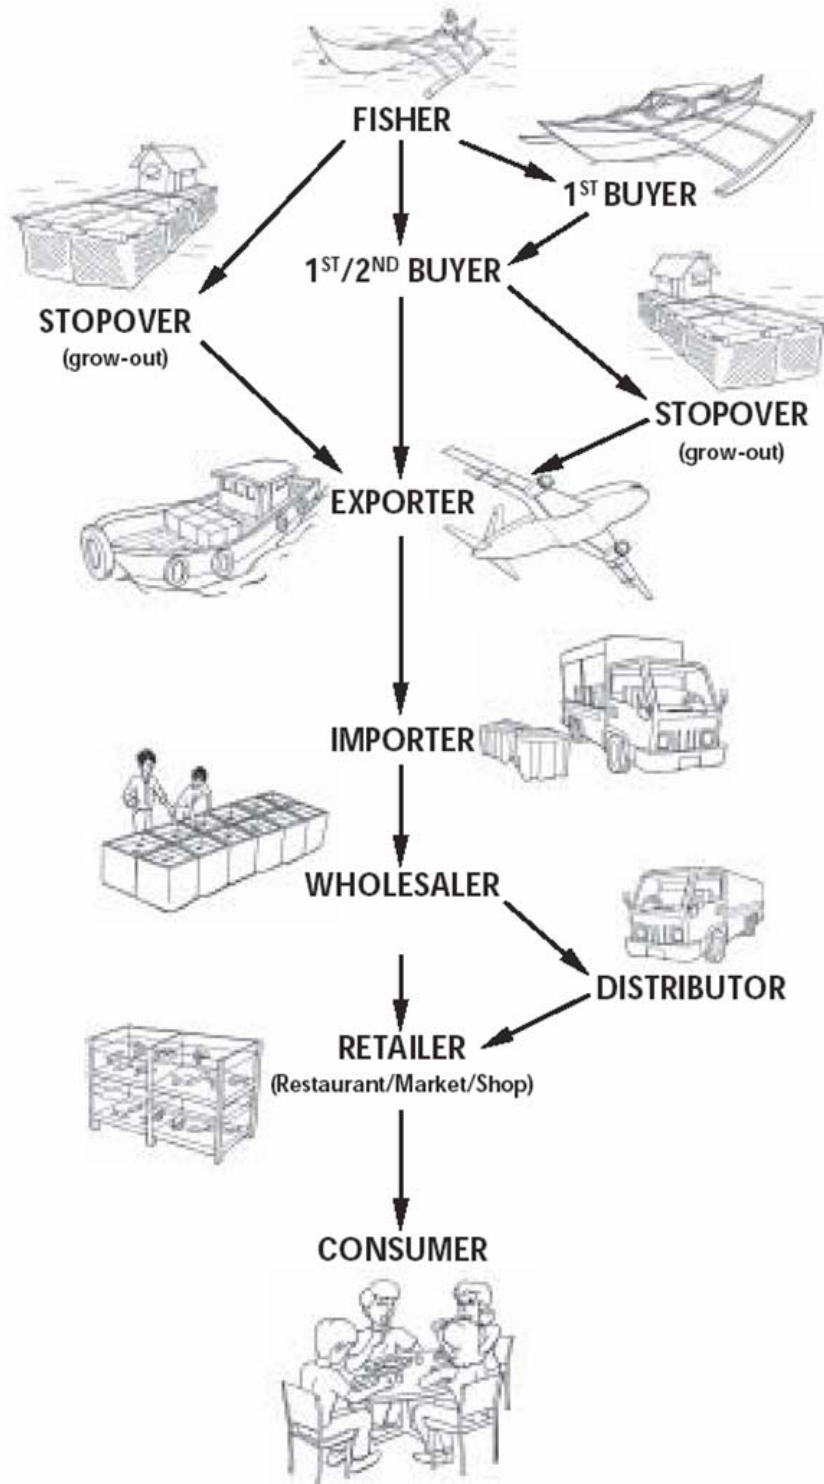 FISHER
1ST BUYER
1ST/2ND BUYER
STOPOVER
(grow-out)
STOPOVER
(grow-out)
EXPORTER
IMPORTER
WHOLESALER
DISTRIBUTOR
RETAILER
(Restaurant/Market/Shop)
CONSUMER